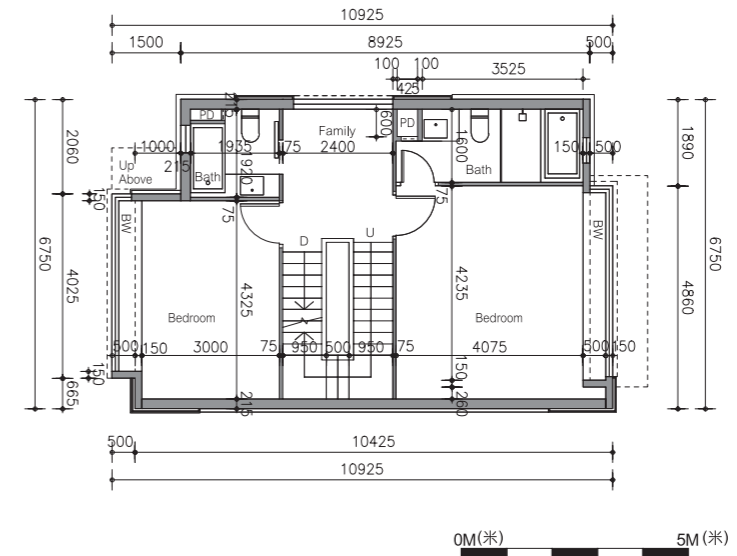 10925
1500 8925 500
100 100 3525
425
215 PD 600 Family PD
2060 1000 1935 75 2400 1600 150 500 1890
Up Above 215 Bath 1920 Bath
150 75 75
BW D U BW
6750 4025 4325 4235 4860 6750
Bedroom Bedroom
500 150 3000 75 950 500 950 75 4075 500 150
150 665 215 150 260
500 10425
10925
0M(米) 5M(米)